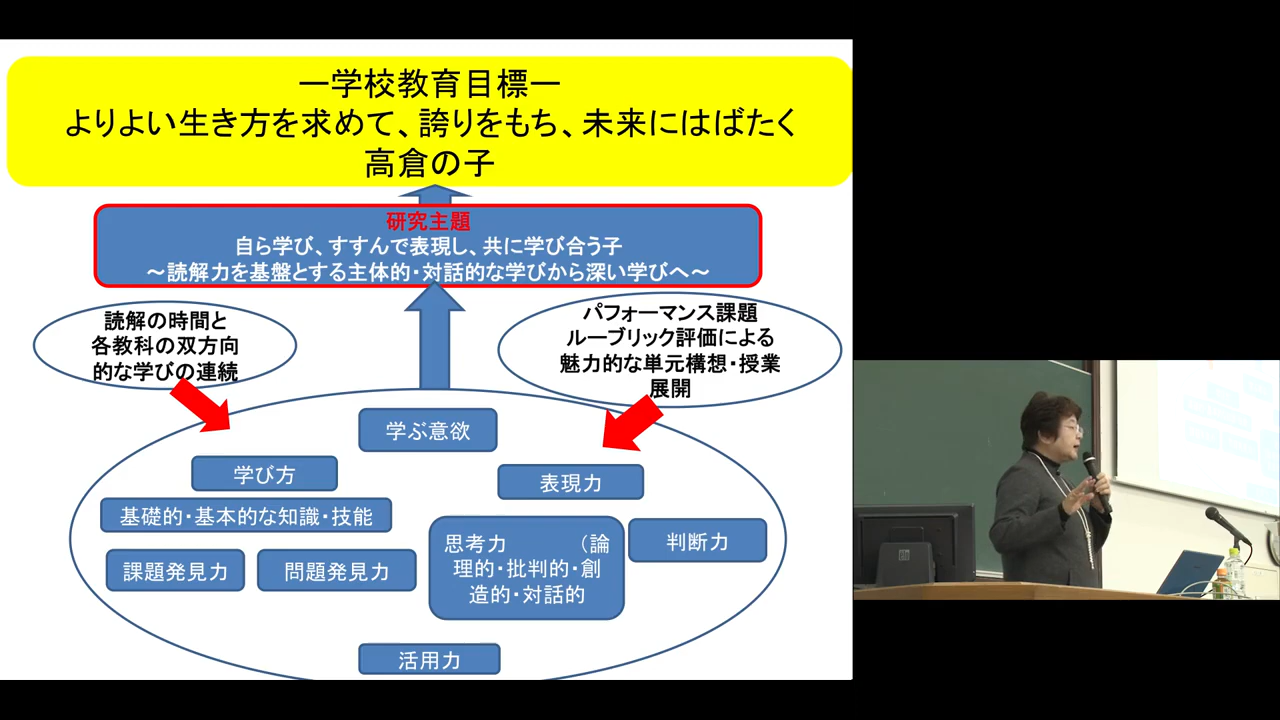 ー学校教育目標ー
よりよい生き方を求めて、誇りをもち、未来にはばたく
高倉の子
研究主題
自ら学び、すすんで表現し、共に学び合う子
～読解力を基盤とする主体的・対話的な学びから深い学びへ～
読解の時間と
各教科の双方向
的な学びの連続
パフォーマンス課題
ルーブリック評価による
魅力的な単元構想・授業
展開
学ぶ意欲
学び方
表現力
基礎的・基本的な知識・技能
思考力　　　（論
理的・批判的・創
造的・対話的
判断力
課題発見力
問題発見力
活用力